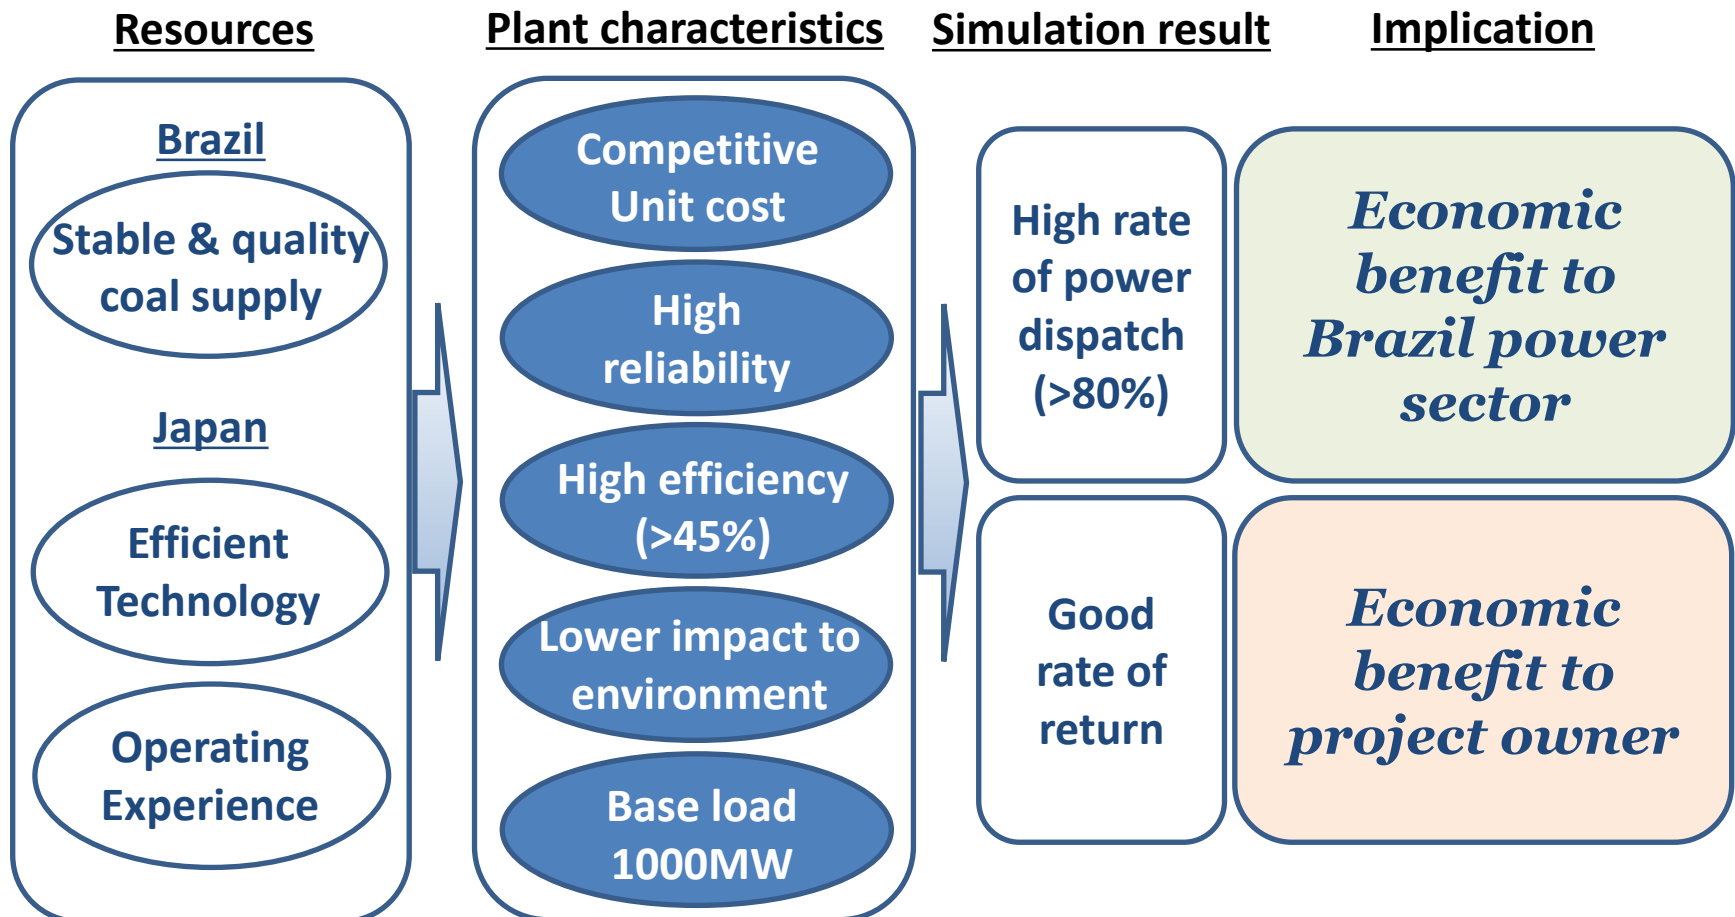 Resources
Plant characteristics
Simulation result
Implication
Brazil
Stable & quality
coal supply
Japan
Efficient
Technology
Operating
Experience
Competitive
Unit cost
High
reliability
High efficiency
(>45%)
Lower impact to
environment
Base load
1000MW
High rate
of power
dispatch
(>80%)
Good
rate of
return
Economic
benefit to
Brazil power
sector
Economic
benefit to
project owner